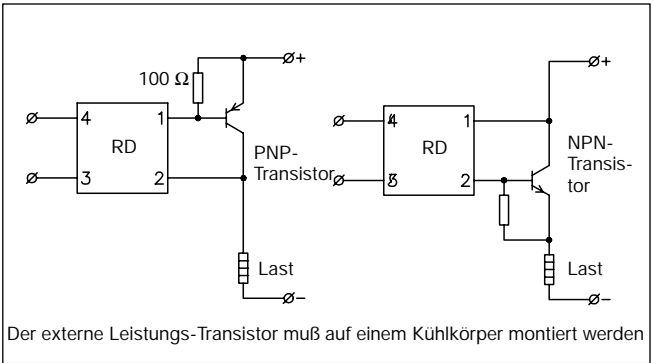 +
100 Ω
4 1
RD
3 2
PNP-
Transistor
Last
–
+
4 1
RD
3 2
NPN-
Transis-
tor
Last
–
Der externe Leistungs-Transistor muß auf einem Kühlkörper montiert werden